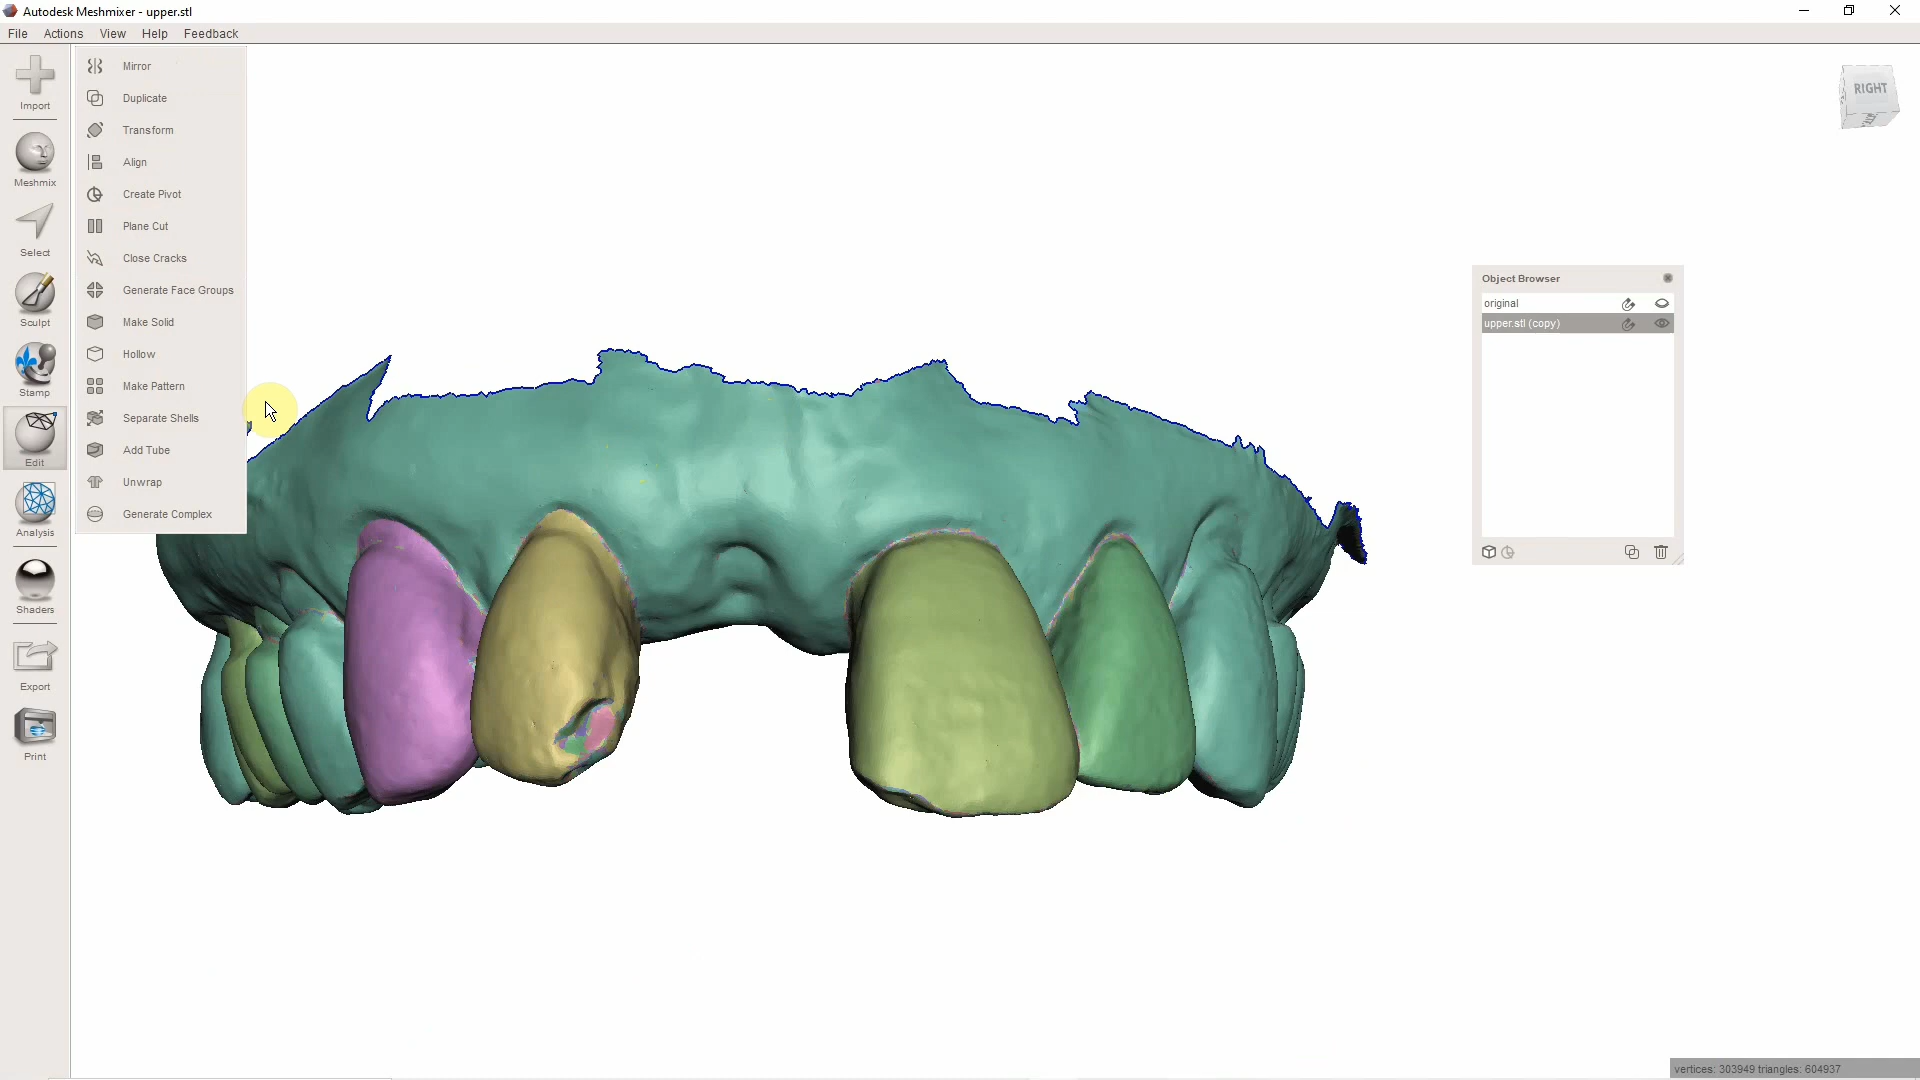 Autodesk Meshmixer - upper.stl
File Actions View Help Feedback
Import
Meshmix
Select
Sculpt
Stamp
Edit
Analysis
Shaders
Export
Print
Mirror
Duplicate
Transform
Align
Create Pivot
Plane Cut
Close Cracks
Generate Face Groups
Make Solid
Hollow
Make Pattern
Separate Shells
Add Tube
Unwrap
Generate Complex
RIGHT
Object Browser
original
upper.stl (copy)
vertices: 303949 triangles: 604937